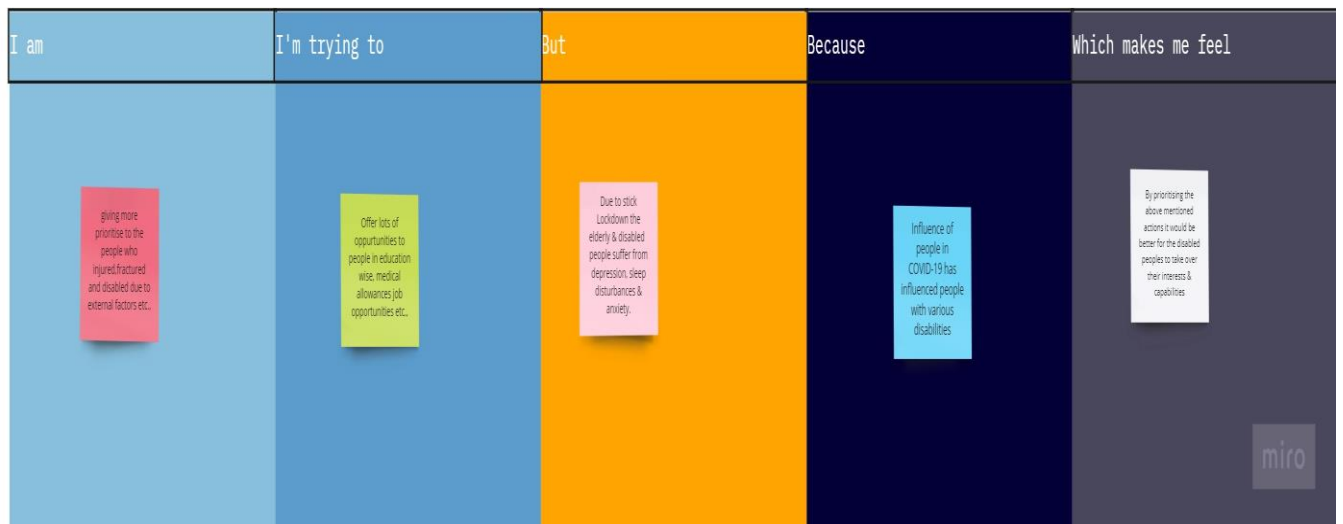 I am
I'm trying to
But
Because
Which makes me feel
giving more
prioritise to the
people who
injured,fractured
and disabled due to
external factors etc..
Offer lots of
oppurtunities to
people in education
wise, medical
allowances job
opportunities etc..
Due to stick
Lockdown the
elderly & disabled
people suffer from
depression, sleep
disturbances &
anxiety.
Influence of
people in
COVID-19 has
influenced people
with various
disabilities
By prioritising the
above mentioned
actions it would be
better for the disabled
peoples to take over
their interests &
capabilities
miro